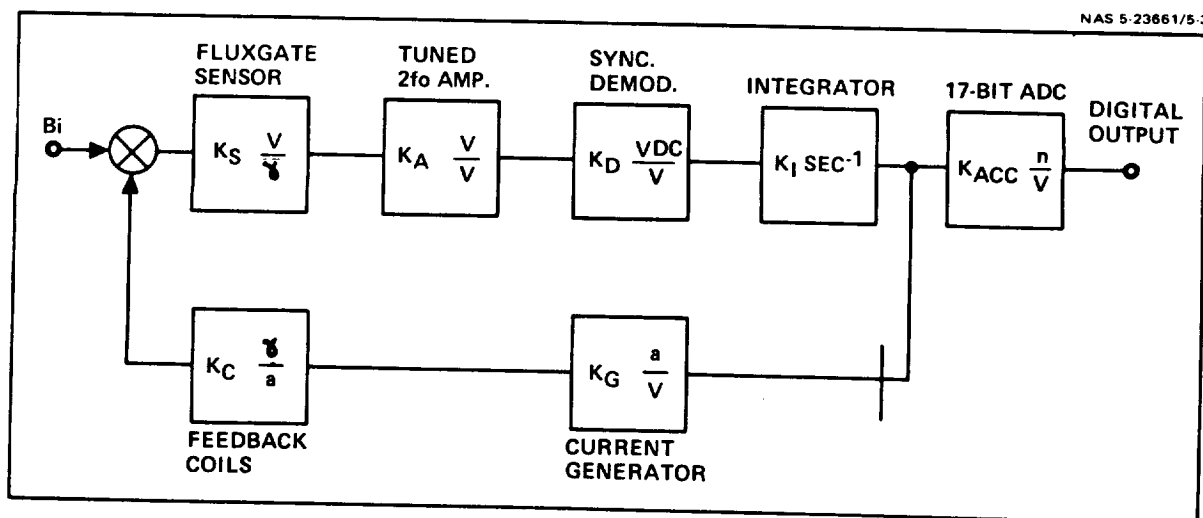 NAS 5-23661/5-
FLUXGATE
SENSOR
TUNED
2fo AMP.
SYNC.
DEMOD.
INTEGRATOR
17-BIT ADC
DIGITAL
OUTPUT
Bi
KS V/γ
KA V/V
KD VDC/V
KI SEC-1
KACC n/V
KC γ/a
KG a/V
FEEDBACK
COILS
CURRENT
GENERATOR